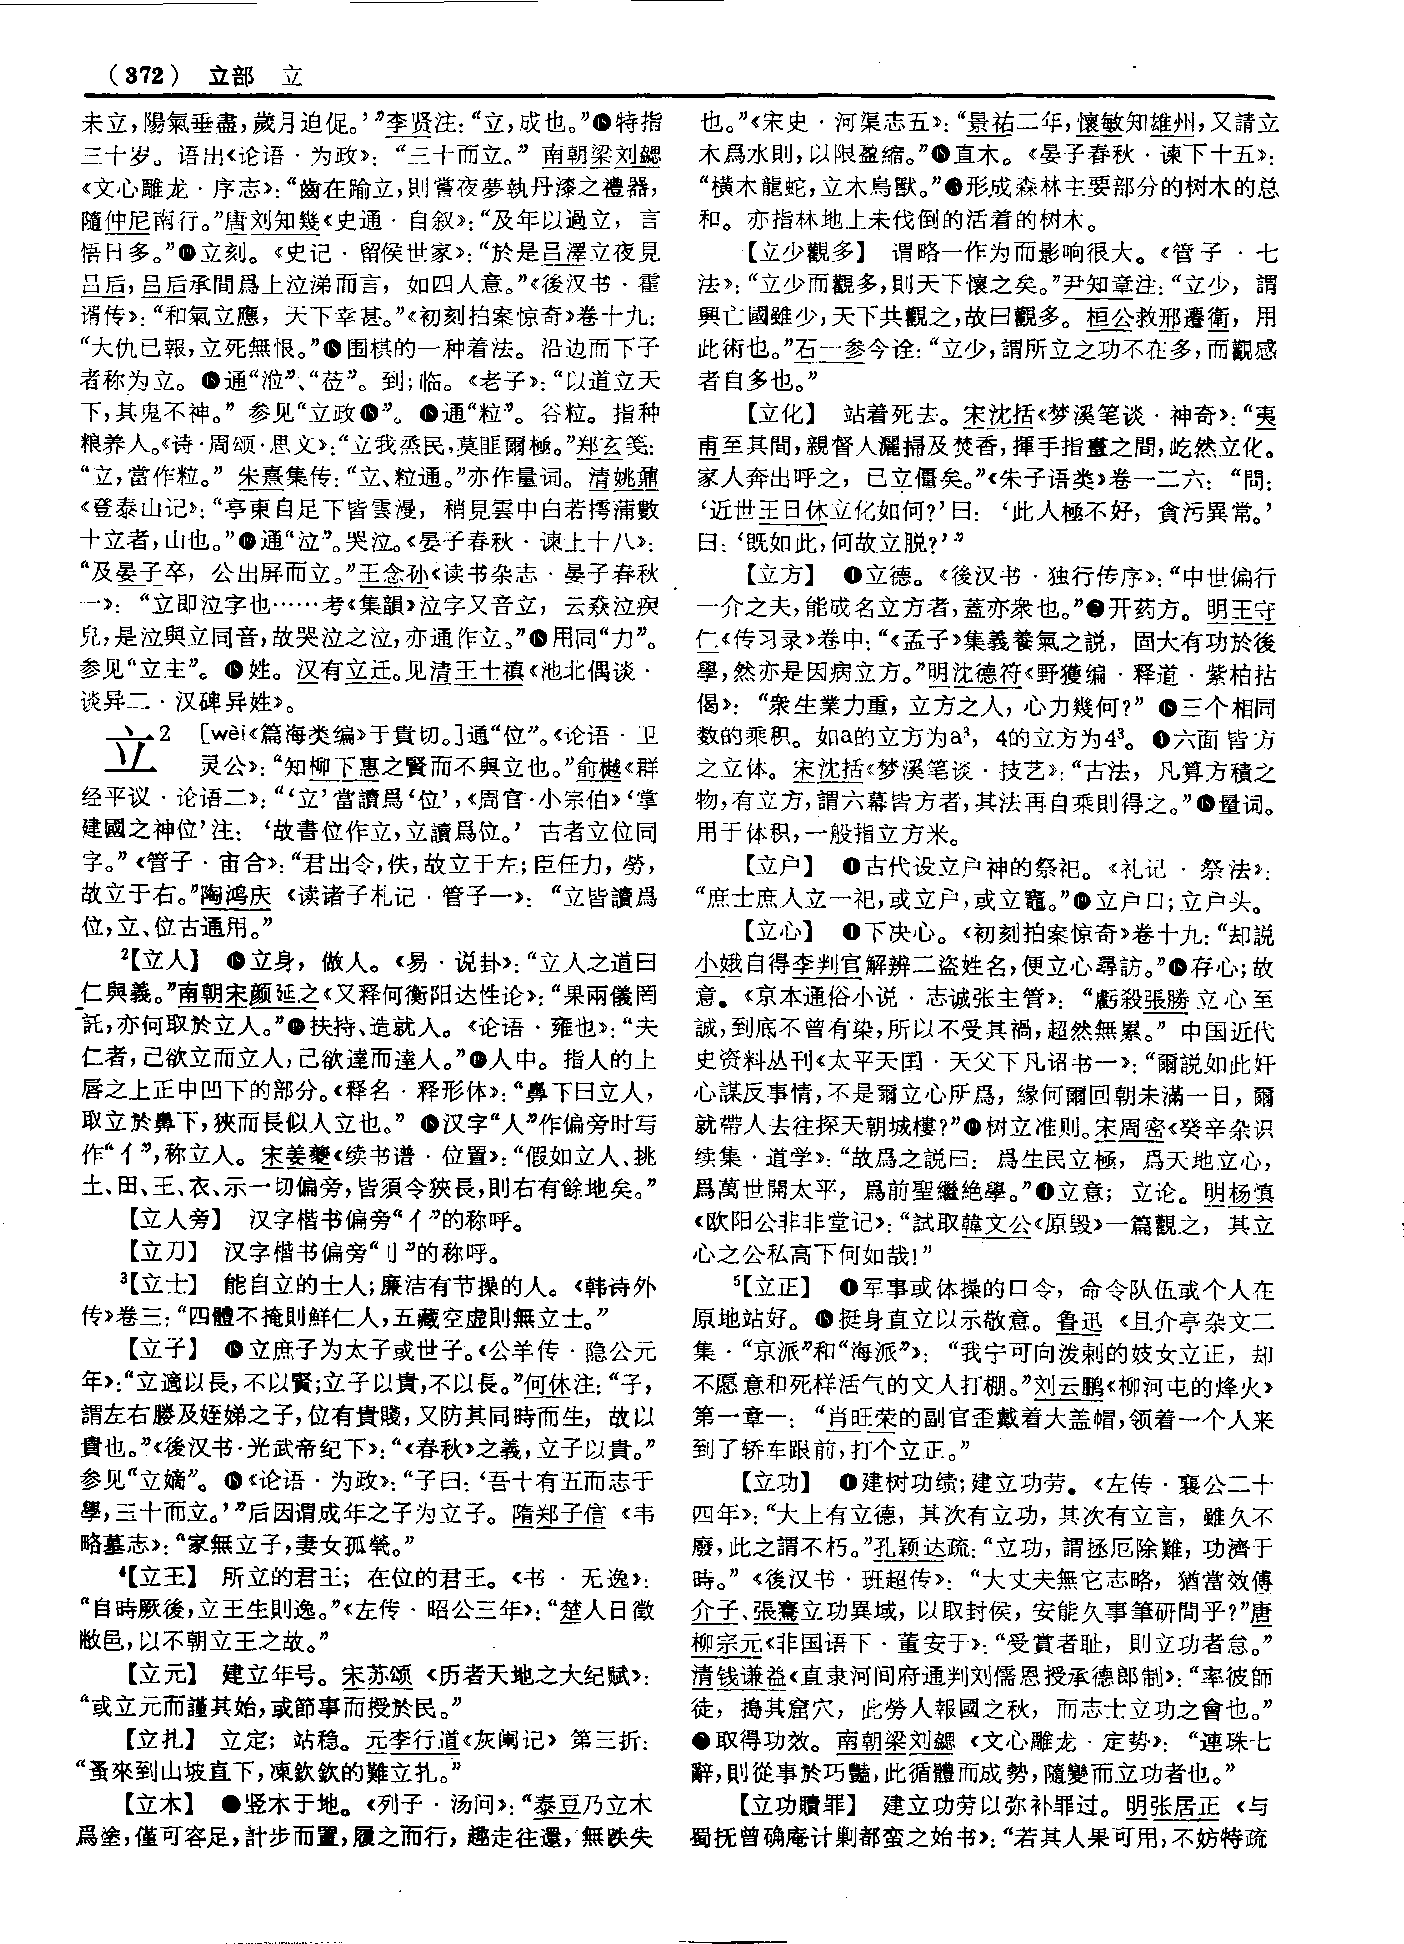 （372） 立部 立
未立，陽氣垂盡，歲月迫促。’”李贤注：“立，成也。”⓲特指
三十岁。语出《论语·为政》：“三十而立。”南朝梁刘勰
《文心雕龙·序志》：“齒在踰立，則嘗夜夢執丹漆之禮器，
隨仲尼南行。”唐刘知幾《史通·自叙》：“及年以過立，言
悟日多。”立刻。《史记·留侯世家》：“於是吕澤立夜見
吕后，吕后承間爲上泣涕而言，如四人意。”《後汉书·霍
谞传》：“和氣立應，天下幸甚。”《初刻拍案惊奇》卷十九：
“大仇已報，立死無恨。”围棋的一种着法。沿边而下子
者称为立。通“涖”、“莅”。到；临。《老子》：“以道立天
下，其鬼不神。”参见“立政”。通“粒”。谷粒。指种
粮养人。《诗·周颂·思文》：“立我烝民，莫匪爾極。”郑玄笺：
“立，當作粒。”朱熹集传：“立、粒通。”亦作量词。清姚鼐
《登泰山记》：“亭東自足下皆雲漫，稍見雲中白若摴蒱數
十立者，山也。”通“泣”。哭泣。《晏子春秋·谏上十八》：
“及晏子卒，公出屏而立。”王念孙《读书杂志·晏子春秋
一》：“立即泣字也……考《集韻》泣字又音立，云猋泣疾
皃，是泣與立同音，故哭泣之泣，亦通作立。”用同“力”。
参见“立主”。姓。汉有立迁。见清王士禛《池北偶谈·
谈异二·汉碑异姓》。
立2 ［wèi《篇海类编》于貴切。］通“位”。《论语·卫
灵公》：“知柳下惠之賢而不與立也。”俞樾《群
经平议·论语二》：“‘立’當讀爲‘位’，《周官·小宗伯》‘掌
建國之神位’注：‘故書位作立，立讀爲位。’古者立位同
字。”《管子·宙合》：“君出令，佚，故立于左；臣任力，勞，
故立于右。”陶鸿庆《读诸子札记·管子一》：“立皆讀爲
位，立、位古通用。”
2【立人】 立身，做人。《易·说卦》：“立人之道曰
仁與義。”南朝宋颜延之《又释何衡阳达性论》：“果兩儀罔
託，亦何取於立人。”扶持、造就人。《论语·雍也》：“夫
仁者，己欲立而立人，己欲達而達人。”人中。指人的上
唇之上正中凹下的部分。《释名·释形体》：“鼻下曰立人，
取立於鼻下，狹而長似人立也。”汉字“人”作偏旁时写
作“亻”，称立人。宋姜夔《续书谱·位置》：“假如立人、挑
土、田、王、衣、示一切偏旁，皆須令狹長，則右有餘地矣。”
【立人旁】 汉字楷书偏旁“亻”的称呼。
【立刀】 汉字楷书偏旁“刂”的称呼。
3【立士】 能自立的士人；廉洁有节操的人。《韩诗外
传》卷三：“四體不掩則鮮仁人，五藏空虚則無立士。”
【立子】 立庶子为太子或世子。《公羊传·隐公元
年》：“立適以長，不以賢；立子以貴，不以長。”何休注：“子，
謂左右媵及姪娣之子，位有貴賤，又防其同時而生，故以
貴也。”《後汉书·光武帝纪下》：“《春秋》之義，立子以貴。”
参见“立嫡”。《论语·为政》：“子曰：‘吾十有五而志于
學，三十而立。’”后因谓成年之子为立子。隋郑子信《韦
略墓志》：“家無立子，妻女孤煢。”
4【立王】 所立的君王；在位的君王。《书·无逸》：
“自時厥後，立王生則逸。”《左传·昭公三年》：“楚人日徵
敝邑，以不朝立王之故。”
【立元】 建立年号。宋苏颂《历者天地之大纪赋》：
“或立元而謹其始，或節事而授於民。”
【立扎】 立定；站稳。元李行道《灰阑记》第三折：
“蚤來到山坡直下，凍欽欽的難立扎。”
【立木】 竖木于地。《列子·汤问》：“泰豆乃立木
爲塗，僅可容足，計步而置，履之而行，趣走往還，無跌失
也。”《宋史·河渠志五》：“景祐二年，懷敏知雄州，又請立
木爲水則，以限盈缩。”直木。《晏子春秋·谏下十五》：
“横木龍蛇，立木鳥獸。”❸形成森林主要部分的树木的总
和。亦指林地上未伐倒的活着的树木。
【立少觀多】 谓略一作为而影响很大。《管子·七
法》：“立少而觀多，則天下懷之矣。”尹知章注：“立少，謂
興亡國雖少，天下共觀之，故曰觀多。桓公救邢遷衛，用
此術也。”石一参今诠：“立少，謂所立之功不在多，而觀感
者自多也。”
【立化】 站着死去。宋沈括《梦溪笔谈·神奇》：“夷
甫至其間，親督人灑掃及焚香，揮手指畫之間，屹然立化。
家人奔出呼之，已立僵矣。”《朱子语类》卷一二六：“問：
‘近世王日休立化如何？’曰：‘此人極不好，貪污異常。’
曰：‘既如此，何故立脱？’”
【立方】 ❶立德。《後汉书·独行传序》：“中世偏行
一介之夫，能成名立方者，蓋亦衆也。”❷开药方。明王守
仁《传习录》卷中：“《孟子》集義養氣之説，固大有功於後
學，然亦是因病立方。”明沈德符《野獲编·释道·紫柏拈
偈》：“衆生業力重，立方之人，心力幾何？”三个相同
数的乘积。如a的立方为a³，4的立方为4³。六面皆方
之立体。宋沈括《梦溪笔谈·技艺》：“古法，凡算方積之
物，有立方，謂六幕皆方者，其法再自乘則得之。”量词。
用于体积，一般指立方米。
【立户】 ❶古代设立户神的祭祀。《礼记·祭法》：
“庶士庶人立一祀，或立户，或立竈。”立户口；立户头。
【立心】 ❶下决心。《初刻拍案惊奇》卷十九：“却説
小娥自得李判官解辨二盗姓名，便立心尋訪。”存心；故
意。《京本通俗小说·志诚张主管》：“虧殺張勝立心至
誠，到底不曾有染，所以不受其禍，超然無累。”中国近代
史资料丛刊《太平天囯·天父下凡诏书一》：“爾説如此奸
心謀反事情，不是爾立心所爲，緣何爾回朝未滿一日，爾
就帶人去往探天朝城樓？”树立准则。宋周密《癸辛杂识
续集·道学》：“故爲之説曰：爲生民立極，爲天地立心，
爲萬世開太平，爲前聖繼絶學。”立意；立论。明杨慎
《欧阳公非非堂记》：“試取韓文公《原毁》一篇觀之，其立
心之公私高下何如哉！”
5【立正】 ❶军事或体操的口令，命令队伍或个人在
原地站好。挺身直立以示敬意。鲁迅《且介亭杂文二
集·“京派”和“海派”》：“我宁可向泼剌的妓女立正，却
不愿意和死样活气的文人打棚。”刘云鹏《柳河屯的烽火》
第一章一：“肖旺荣的副官歪戴着大盖帽，领着一个人来
到了轿车跟前，打个立正。”
【立功】 ❶建树功绩；建立功劳。《左传·襄公二十
四年》：“大上有立德，其次有立功，其次有立言，雖久不
廢，此之謂不朽。”孔颖达疏：“立功，謂拯厄除難，功濟于
時。”《後汉书·班超传》：“大丈夫無它志略，猶當效傅
介子、張騫立功異域，以取封侯，安能久事筆研間乎？”唐
柳宗元《非国语下·董安于》：“受賞者耻，則立功者怠。”
清钱谦益《直隶河间府通判刘儒恩授承德郎制》：“率彼師
徒，搗其窟穴，此勞人報國之秋，而志士立功之會也。”
取得功效。南朝梁刘勰《文心雕龙·定势》：“連珠七
辭，則從事於巧豔，此循體而成勢，隨變而立功者也。”
【立功贖罪】 建立功劳以弥补罪过。明张居正《与
蜀抚曾确庵计剿都蛮之始书》：“若其人果可用，不妨特疏